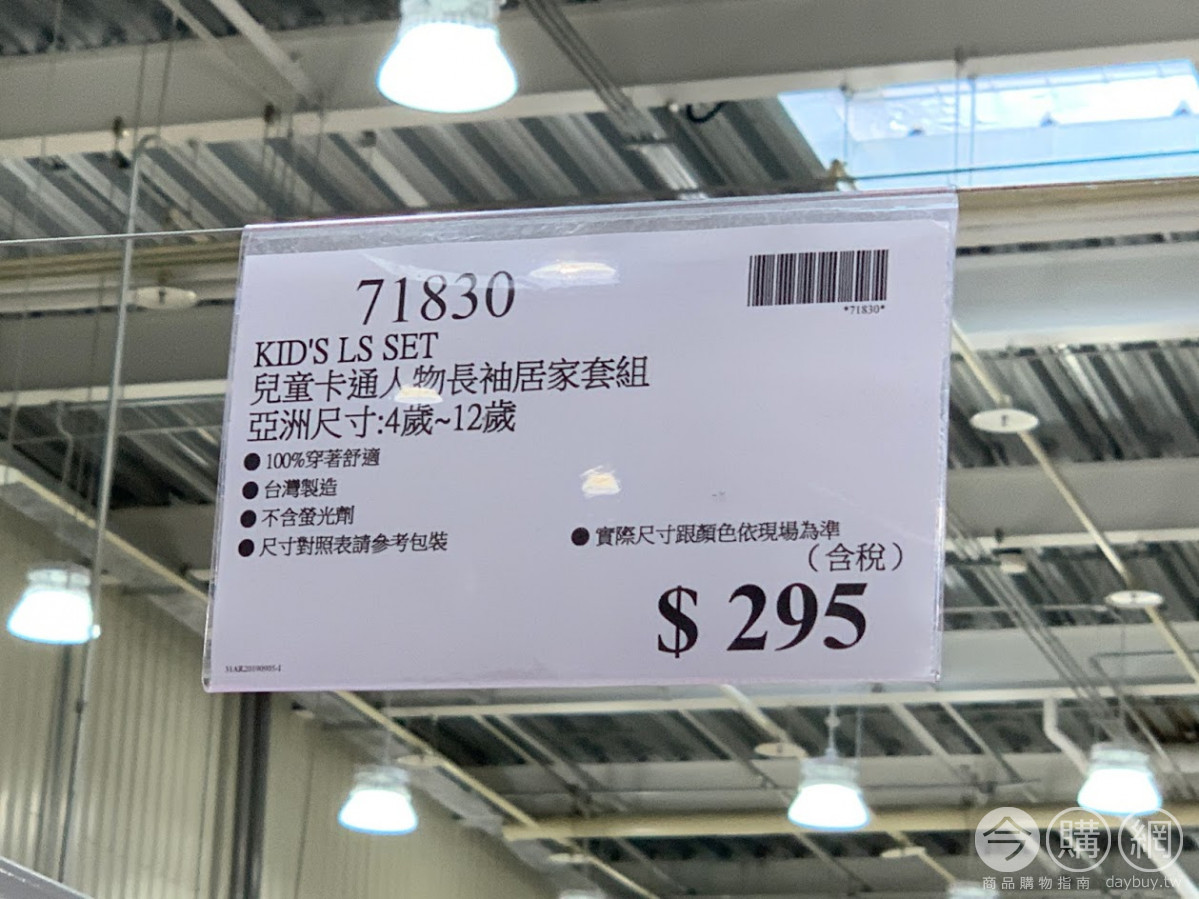 71830
*71830*
KID'S LS SET
兒童卡通人物長袖居家套組
亞洲尺寸:4歲~12歲
●100%穿著舒適
●台灣製造
●不含螢光劑
●尺寸對照表請參考包裝
●實際尺寸跟顏色依現場為準
(含稅)
$ 295
今購網
商品購物指南 daybuy.tw